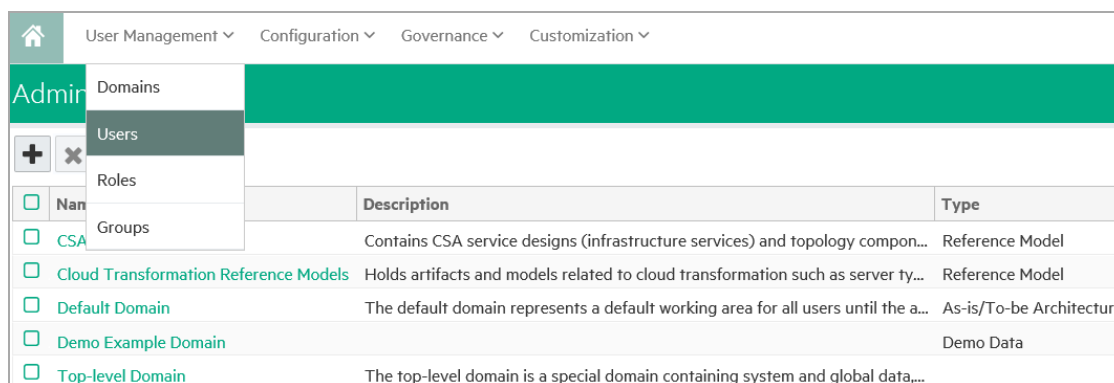 User Management Configuration Governance Customization
Admin
Domains
Users
Roles
Groups
Nam Description Type
CSA Contains CSA service designs (infrastructure services) and topology compon... Reference Model
Cloud Transformation Reference Models Holds artifacts and models related to cloud transformation such as server ty... Reference Model
Default Domain The default domain represents a default working area for all users until the a... As-is/To-be Architectur
Demo Example Domain Demo Data
Top-level Domain The top-level domain is a special domain containing system and global data,...